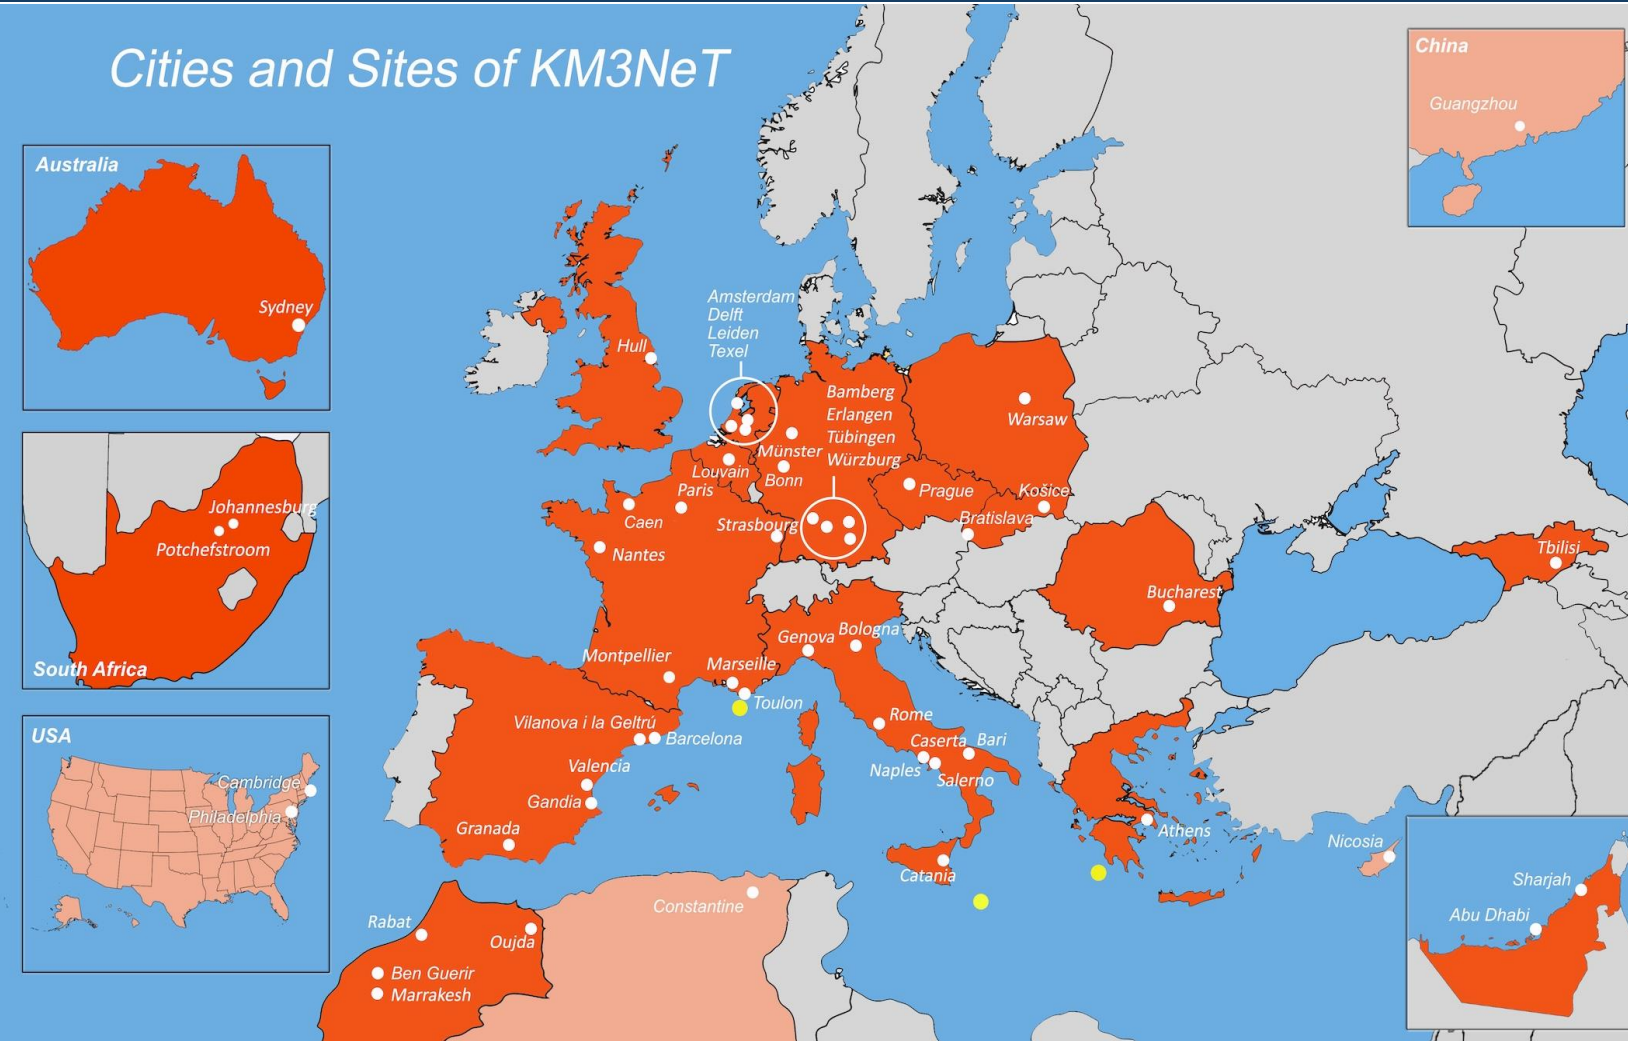 Cities and Sites of KM3NeT
China
Guangzhou
Australia
Sydney
Amsterdam
Delft
Leiden
Texel
Hull
Bamberg
Erlangen
Tübingen
Würzburg
Warsaw
Münster
Louvain
Bonn
Paris
Prague
Košice
Caen
Strasbourg
Bratislava
Nantes
Johannesburg
Potchefstroom
South Africa
Tbilisi
Bucharest
Genova
Bologna
Montpellier
Marseille
Toulon
Rome
Vilanova i la Geltrú
Barcelona
Caserta
Bari
Naples
Salerno
Valencia
Gandia
Granada
USA
Cambridge
Philadelphia
Athens
Nicosia
Catania
Constantine
Rabat
Oujda
Ben Guerir
Marrakesh
Sharjah
Abu Dhabi